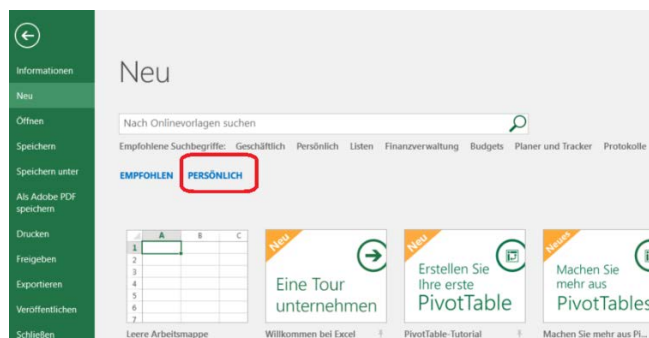 Informationen
Neu
Öffnen
Speichern
Speichern unter
Als Adobe PDF
speichern
Drucken
Freigeben
Exportieren
Veröffentlichen
Schließen
Neu
Nach Onlinevorlagen suchen
Empfohlene Suchbegriffe: Geschäftlich Persönlich Listen Finanzverwaltung Budgets Planer und Tracker Protokolle
EMPFOHLEN PERSÖNLICH
A B C
1
2
3
4
5
6
7
Leere Arbeitsmappe
Neu
Eine Tour
unternehmen
Willkommen bei Excel
Neu
Erstellen Sie
Ihre erste
PivotTable
PivotTable-Tutorial
Neues
Machen Sie
mehr aus
PivotTables
Machen Sie mehr aus Pi...